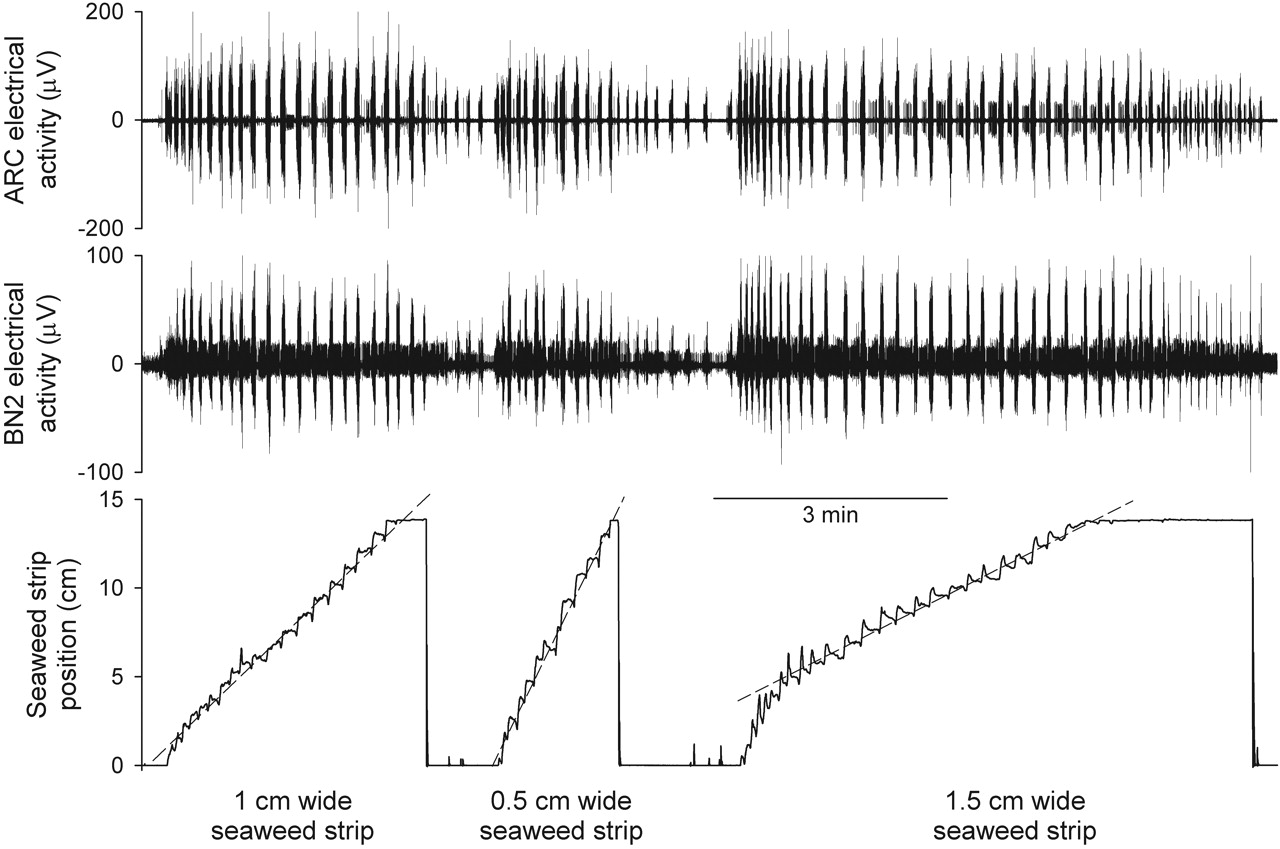 ARC electrical
activity (μV)
200
0
-200
BN2 electrical
activity (μV)
100
0
-100
Seaweed strip
position (cm)
15
10
5
0
3 min
1 cm wide
seaweed strip
0.5 cm wide
seaweed strip
1.5 cm wide
seaweed strip